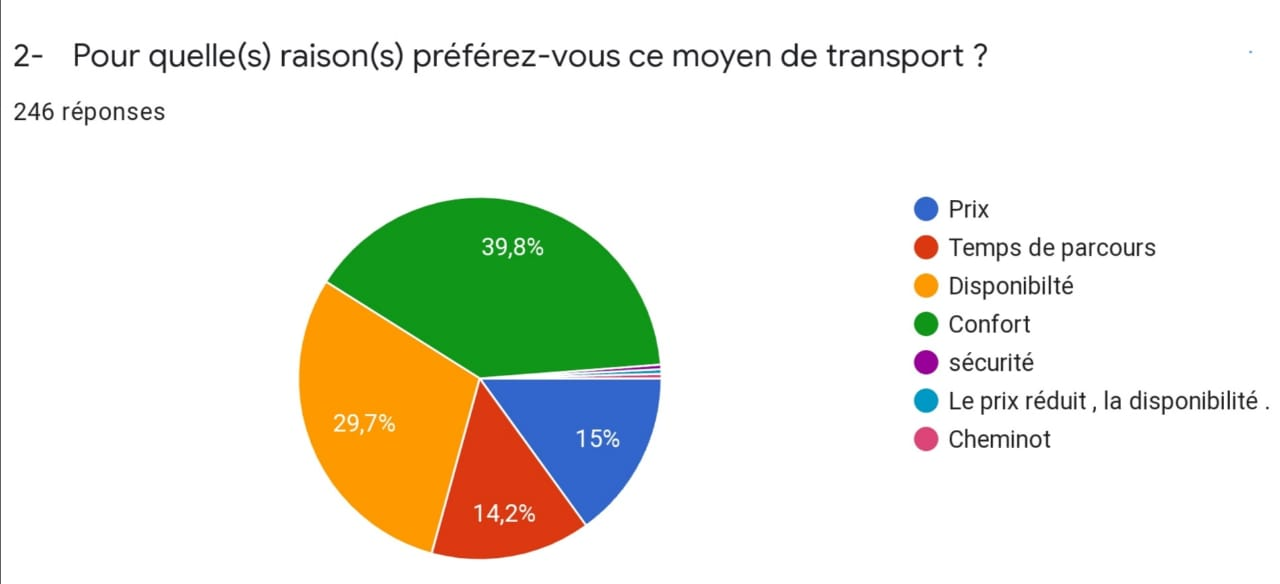 2- Pour quelle(s) raison(s) préférez-vous ce moyen de transport ?
246 réponses
39,8%
29,7%
15%
14,2%
Prix
Temps de parcours
Disponibilté
Confort
sécurité
Le prix réduit , la disponibilité .
Cheminot